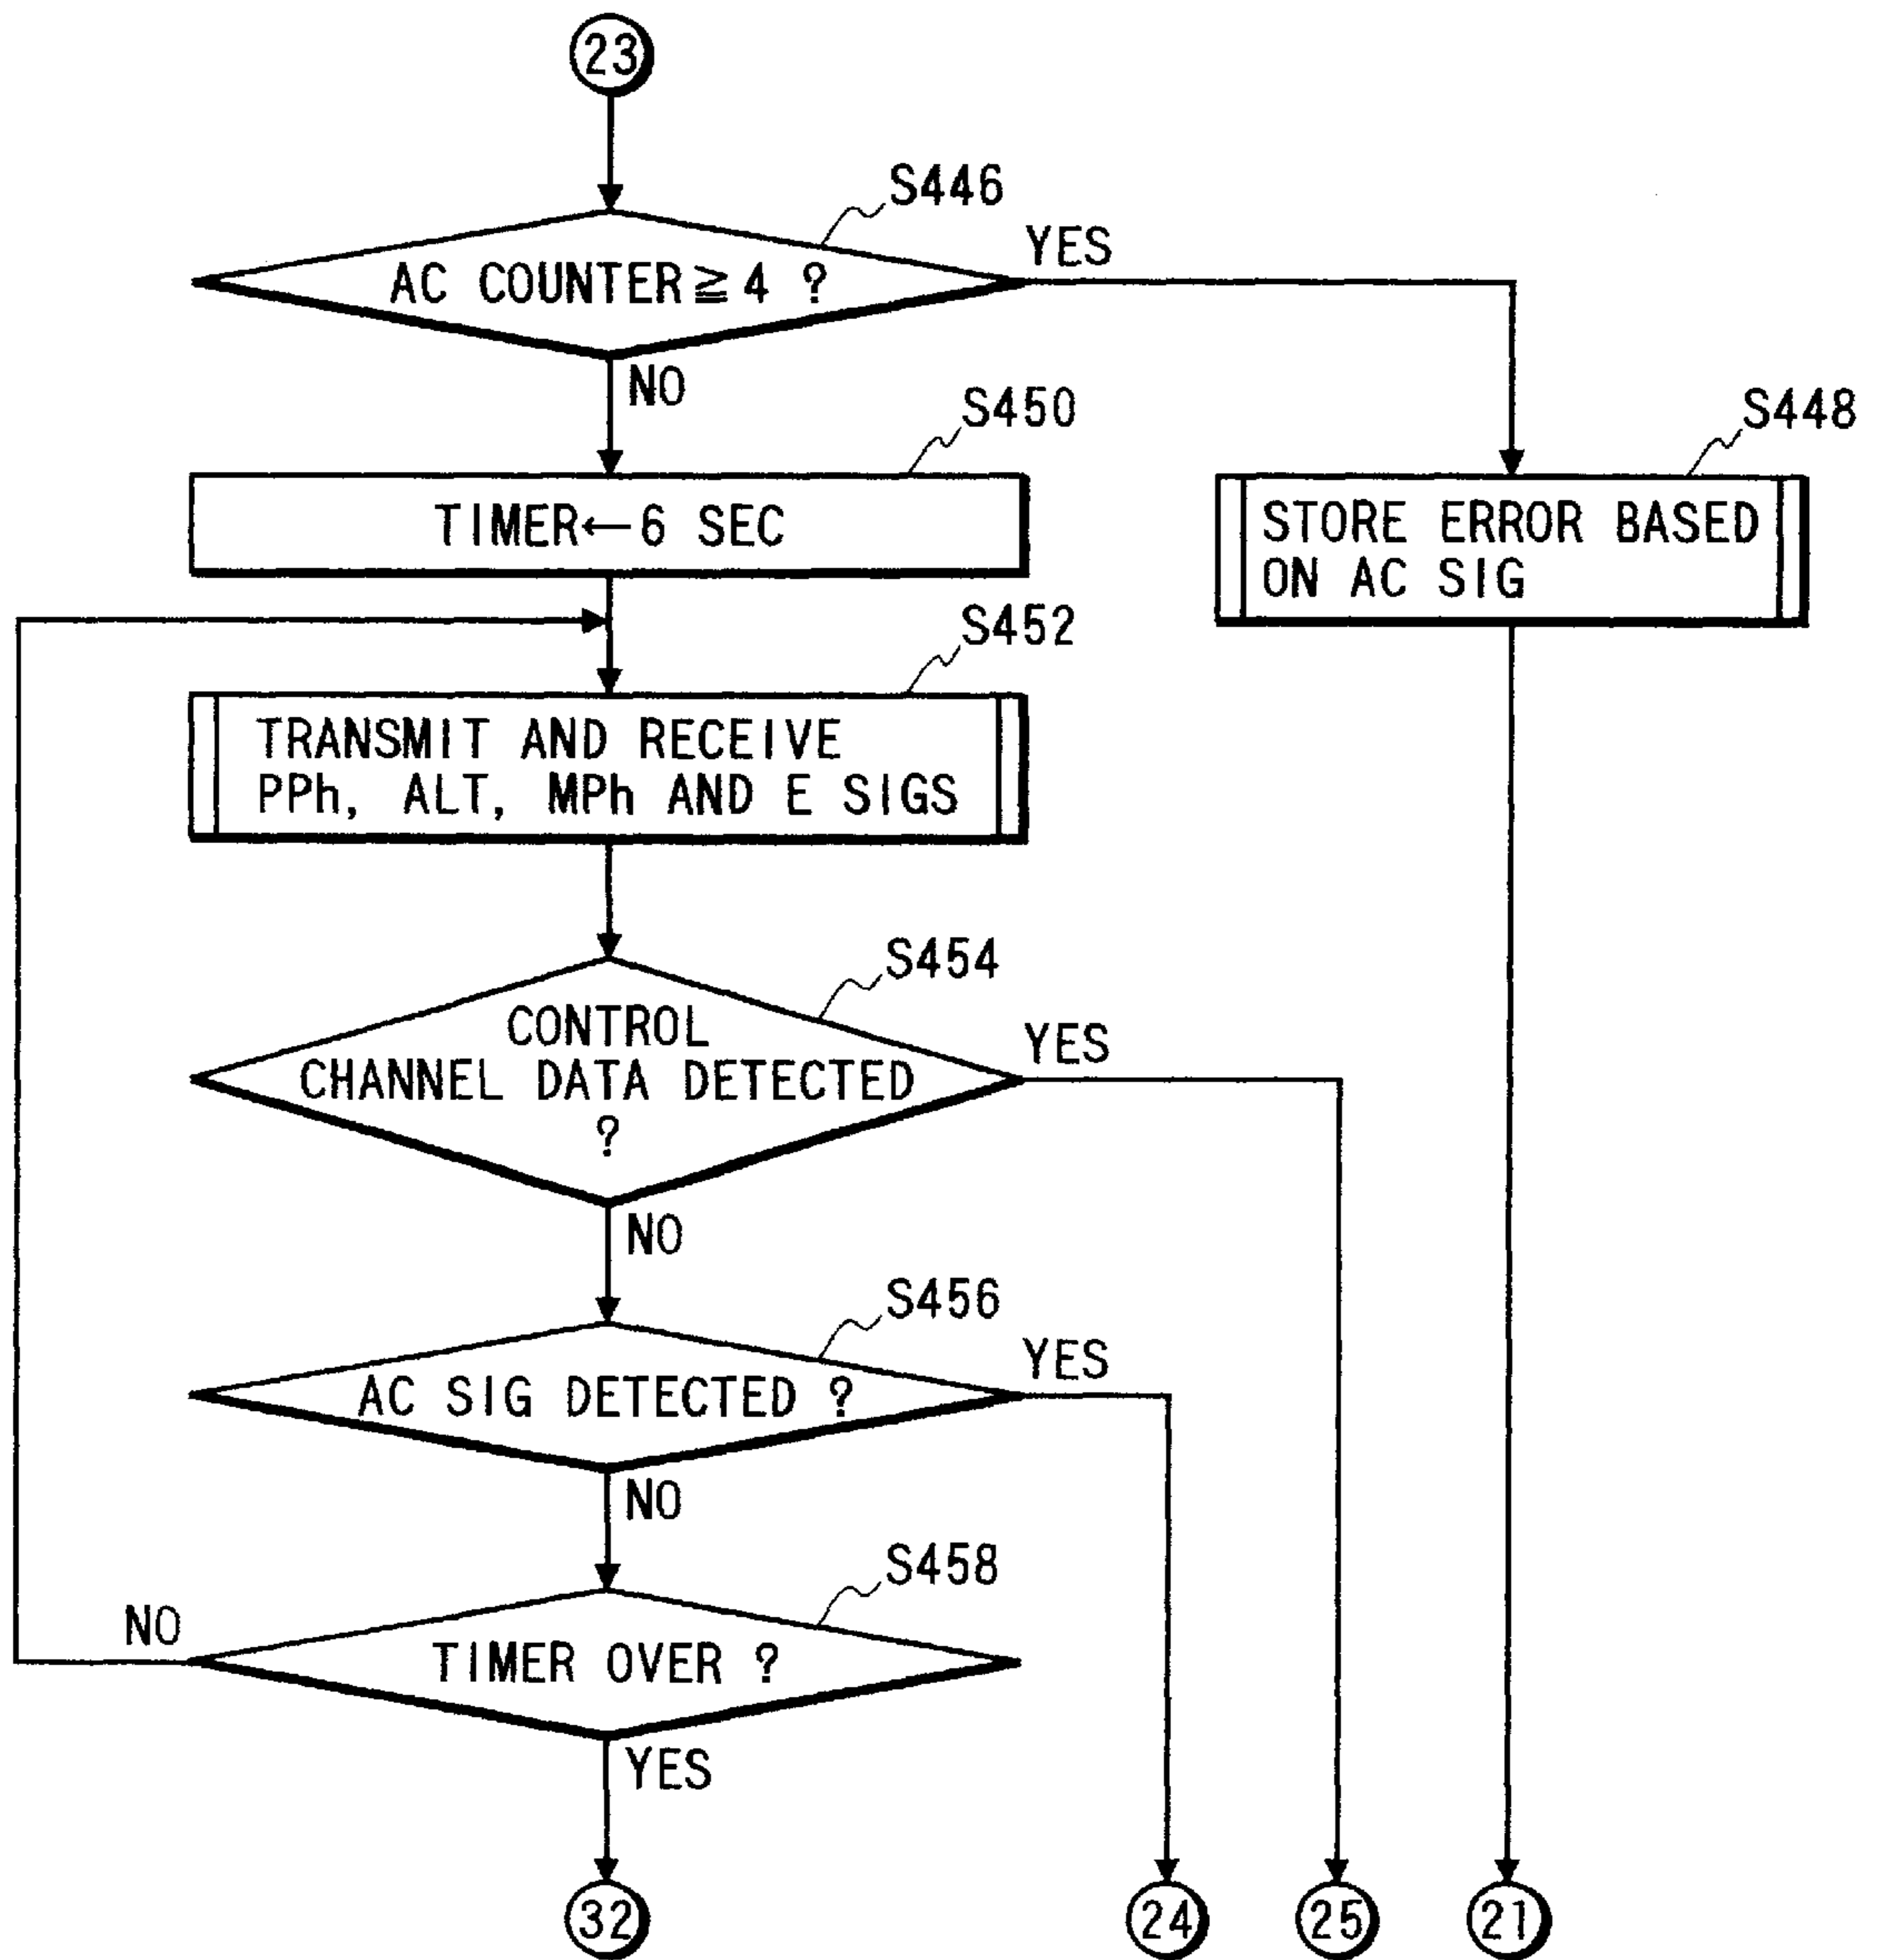 23
S446
AC COUNTER≧4 ?
YES
NO
S450
TIMER←6 SEC
S448
STORE ERROR BASED
ON AC SIG
S452
TRANSMIT AND RECEIVE
PPh, ALT, MPh AND E SIGS
S454
CONTROL
CHANNEL DATA DETECTED
?
YES
NO
S456
AC SIG DETECTED ?
YES
NO
S458
TIMER OVER ?
NO
YES
32
24
25
21